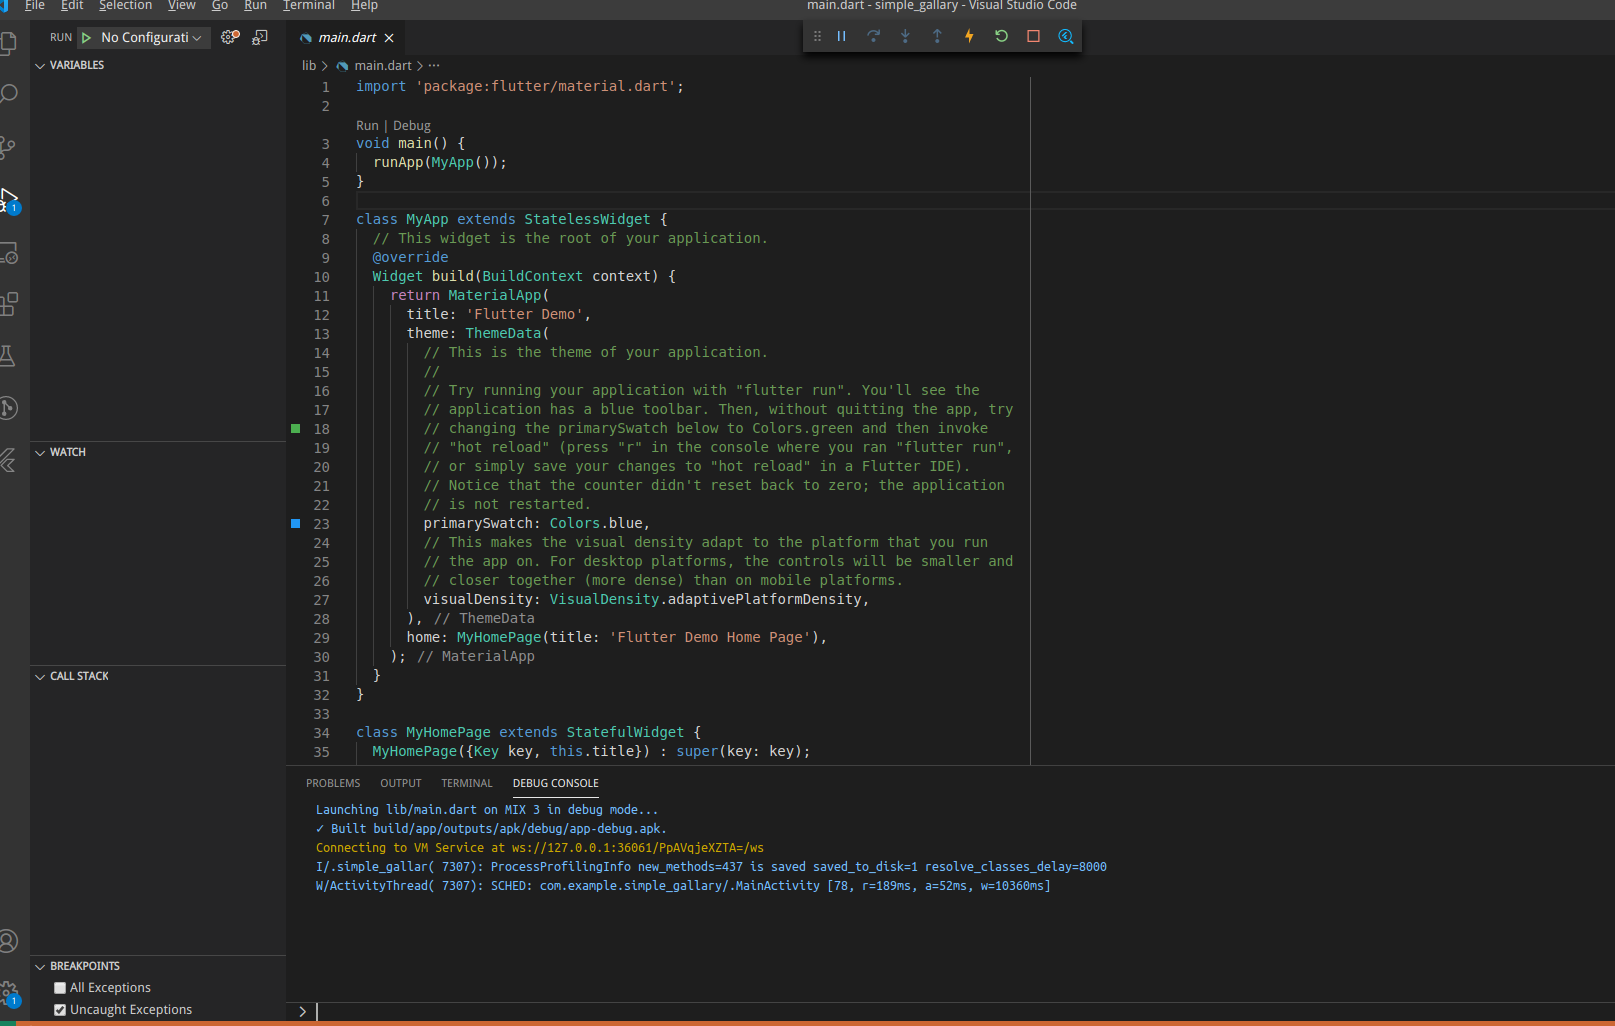 File Edit Selection View Go Run Terminal Help
main.dart - simple_gallary - Visual Studio Code
RUN No Configurati
main.dart
VARIABLES
lib > main.dart > ...
1 import 'package:flutter/material.dart';
2
Run | Debug
3 void main() {
4 runApp(MyApp());
5 }
6
7 class MyApp extends StatelessWidget {
8 // This widget is the root of your application.
9 @override
10 Widget build(BuildContext context) {
11 return MaterialApp(
12 title: 'Flutter Demo',
13 theme: ThemeData(
14 // This is the theme of your application.
15 //
16 // Try running your application with "flutter run". You'll see the
17 // application has a blue toolbar. Then, without quitting the app, try
18 // changing the primarySwatch below to Colors.green and then invoke
19 // "hot reload" (press "r" in the console where you ran "flutter run",
20 // or simply save your changes to "hot reload" in a Flutter IDE).
21 // Notice that the counter didn't reset back to zero; the application
22 // is not restarted.
23 primarySwatch: Colors.blue,
24 // This makes the visual density adapt to the platform that you run
25 // the app on. For desktop platforms, the controls will be smaller and
26 // closer together (more dense) than on mobile platforms.
27 visualDensity: VisualDensity.adaptivePlatformDensity,
28 ), // ThemeData
29 home: MyHomePage(title: 'Flutter Demo Home Page'),
30 ); // MaterialApp
31 }
32 }
33
34 class MyHomePage extends StatefulWidget {
35 MyHomePage({Key key, this.title}) : super(key: key);
1
WATCH
CALL STACK
PROBLEMS OUTPUT TERMINAL DEBUG CONSOLE
Launching lib/main.dart on MIX 3 in debug mode...
✓ Built build/app/outputs/apk/debug/app-debug.apk.
Connecting to VM Service at ws://127.0.0.1:36061/PpAVqjeXZTA=/ws
I/.simple_gallar( 7307): ProcessProfilingInfo new_methods=437 is saved saved_to_disk=1 resolve_classes_delay=8000
W/ActivityThread( 7307): SCHED: com.example.simple_gallary/.MainActivity [78, r=189ms, a=52ms, w=10360ms]
BREAKPOINTS
All Exceptions
1
Uncaught Exceptions
>